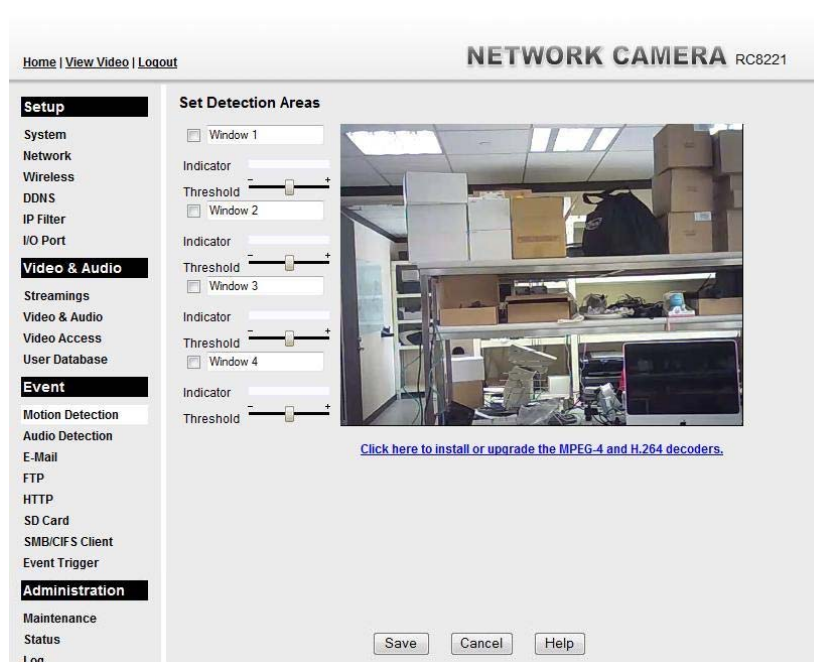 Home | View Video | Logout
NETWORK CAMERA RC8221
Setup
System
Network
Wireless
DDNS
IP Filter
I/O Port
Video & Audio
Streamings
Video & Audio
Video Access
User Database
Event
Motion Detection
Audio Detection
E-Mail
FTP
HTTP
SD Card
SMB/CIFS Client
Event Trigger
Administration
Maintenance
Status
Log
Set Detection Areas
Window 1
Indicator
Threshold - +
Window 2
Indicator
Threshold - +
Window 3
Indicator
Threshold - +
Window 4
Indicator
Threshold - +
Click here to install or upgrade the MPEG-4 and H.264 decoders.
Save Cancel Help